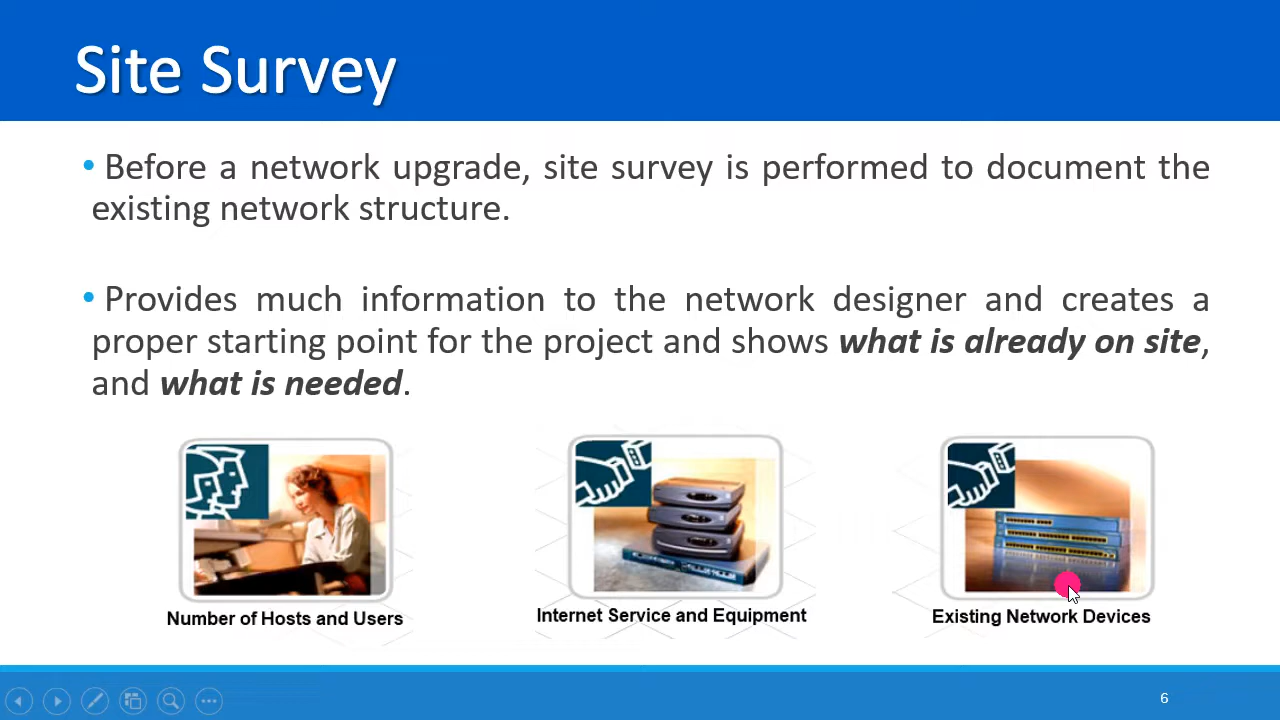 Site Survey
• Before a network upgrade, site survey is performed to document the
existing network structure.
• Provides much information to the network designer and creates a
proper starting point for the project and shows what is already on site,
and what is needed.
Number of Hosts and Users
Internet Service and Equipment
Existing Network Devices
6